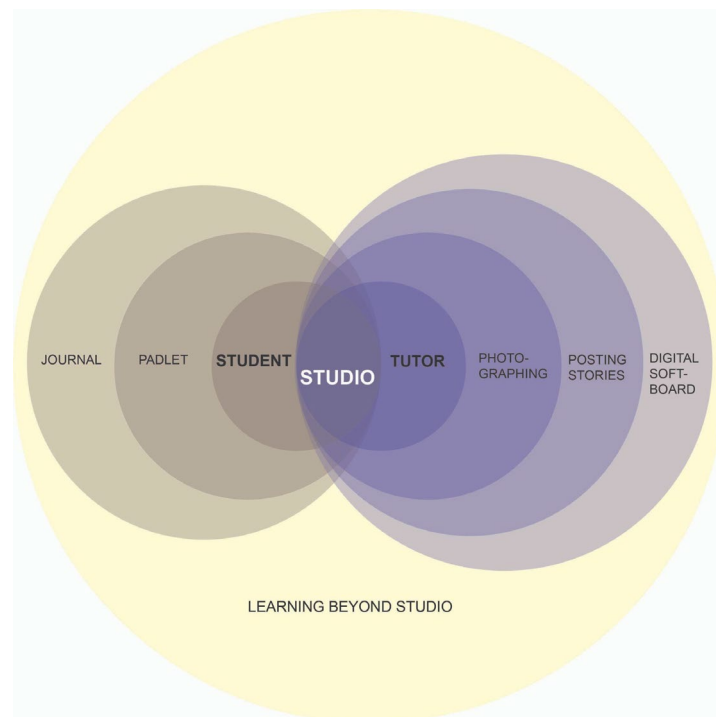 JOURNAL
PADLET
STUDENT
STUDIO
TUTOR
PHOTO-
GRAPHING
POSTING
STORIES
DIGITAL
SOFT-
BOARD
LEARNING BEYOND STUDIO